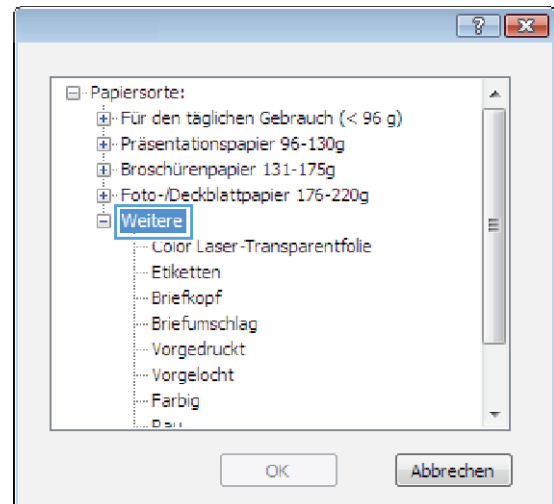 Papiersorte:
Für den täglichen Gebrauch (< 96 g)
Präsentationspapier 96-130g
Broschürenpapier 131-175g
Foto-/Deckblattpapier 176-220g
Weitere
Color Laser-Transparentfolie
Etiketten
Briefkopf
Briefumschlag
Vorgedruckt
Vorgelocht
Farbig
OK Abbrechen